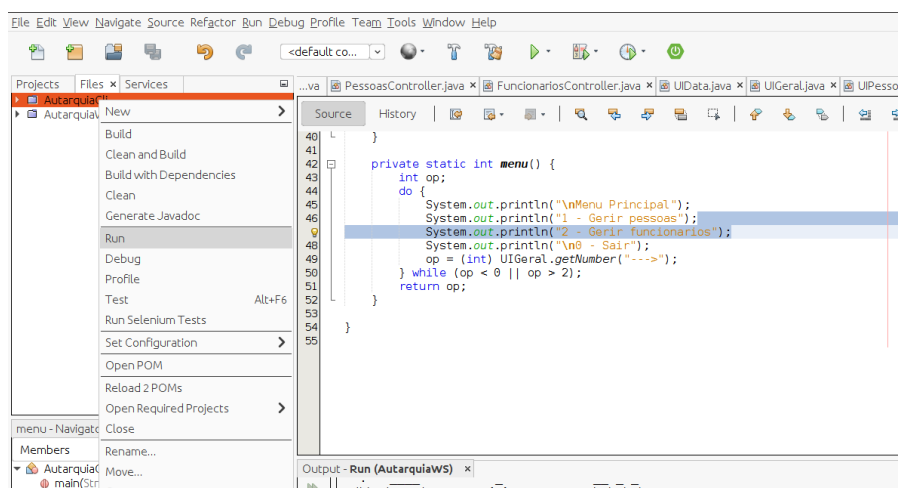 File Edit View Navigate Source Refactor Run Debug Profile Team Tools Window Help
<default co...
Projects Files × Services
...va PessoasController.java × FuncionariosController.java × UIData.java × UIGeral.java × UIPesso
AutarquiaCli
New
Build
Clean and Build
Build with Dependencies
Clean
Generate Javadoc
Run
Debug
Profile
Test Alt+F6
Run Selenium Tests
Set Configuration
Open POM
Reload 2 POMs
Open Required Projects
Close
Rename...
Move...
Source History
40 }
41
42 private static int menu() {
43 int op;
44 do {
45 System.out.println("\nMenu Principal");
46 System.out.println("1 - Gerir pessoas");
System.out.println("2 - Gerir funcionarios");
48 System.out.println("\n0 - Sair");
49 op = (int) UIGeral.getNumber("--->");
50 } while (op < 0 || op > 2);
51 return op;
52 }
53
54 }
55
menu - Navigato
Members
main(Str
Output - Run (AutarquiaWS) ×